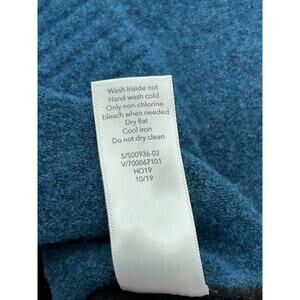 Wash inside out
Hand wash cold
Only non-chlorine
bleach when needed
Dry flat
Cool iron
Do not dry clean
S/500936-02
V/700067101
HO19
10/19